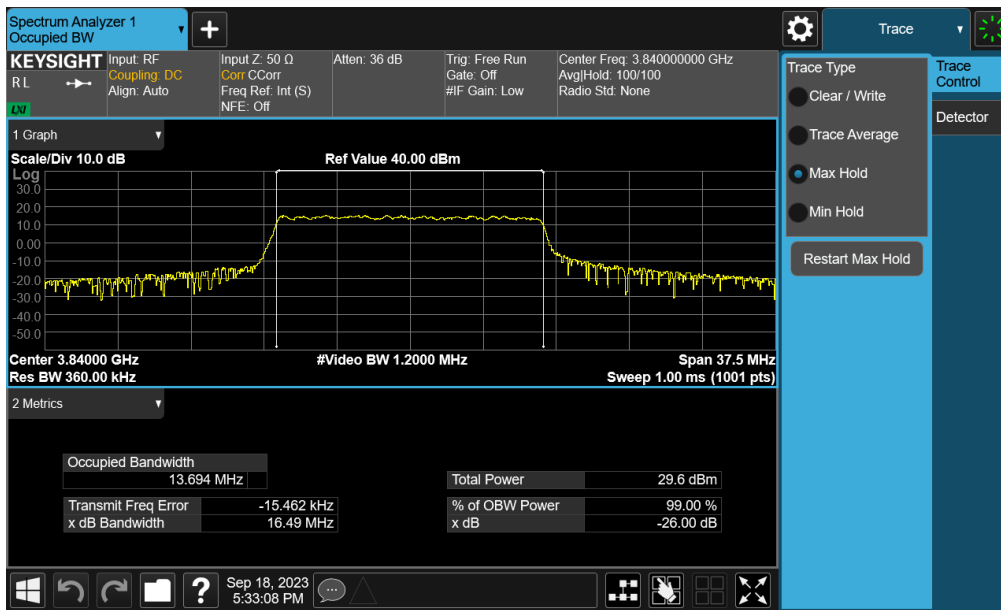 Spectrum Analyzer 1
Occupied BW
+
Trace
KEYSIGHT
R L
LXI
Input: RF
Coupling: DC
Align: Auto
Input Z: 50 Ω
Corr CCorr
Freq Ref: Int (S)
NFE: Off
Atten: 36 dB
Trig: Free Run
Gate: Off
#IF Gain: Low
Center Freq: 3.840000000 GHz
Avg|Hold: 100/100
Radio Std: None
Trace Type
Clear / Write
Trace Average
Max Hold
Min Hold
Restart Max Hold
Trace
Control
Detector
1 Graph
Scale/Div 10.0 dB
Ref Value 40.00 dBm
Log
30.0
20.0
10.0
0.00
-10.0
-20.0
-30.0
-40.0
-50.0
Center 3.84000 GHz
#Video BW 1.2000 MHz
Span 37.5 MHz
Res BW 360.00 kHz
Sweep 1.00 ms (1001 pts)
2 Metrics
Occupied Bandwidth
13.694 MHz
Total Power 29.6 dBm
Transmit Freq Error -15.462 kHz
% of OBW Power 99.00 %
x dB Bandwidth 16.49 MHz
x dB -26.00 dB
?
Sep 18, 2023
5:33:08 PM